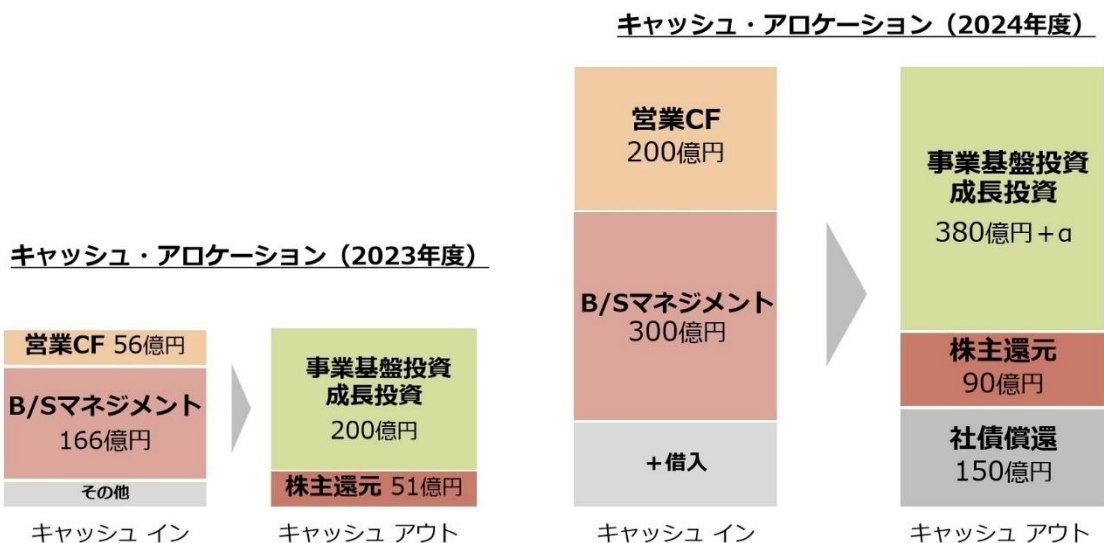 キャッシュ・アロケーション（2023年度）
営業CF 56億円
B/Sマネジメント
166億円
その他
キャッシュ イン
事業基盤投資
成長投資
200億円
株主還元 51億円
キャッシュ アウト
キャッシュ・アロケーション（2024年度）
営業CF
200億円
B/Sマネジメント
300億円
＋借入
キャッシュ イン
事業基盤投資
成長投資
380億円＋α
株主還元
90億円
社債償還
150億円
キャッシュ アウト